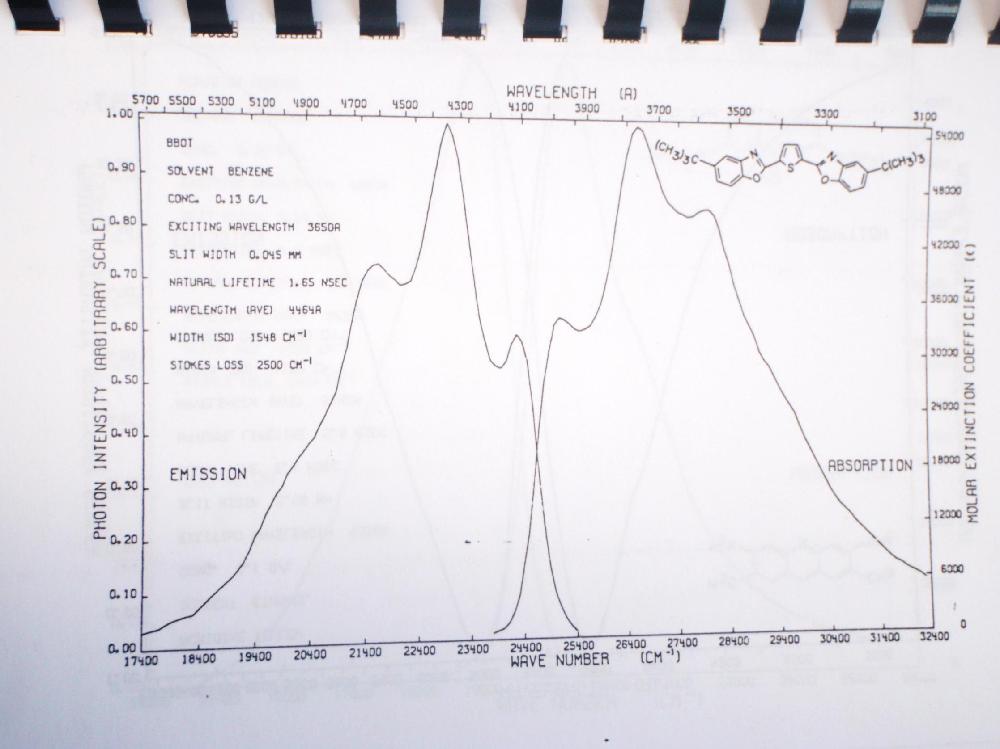 WAVELENGTH (A)
5700 5500 5300 5100 4900 4700 4500 4300 4100 3900 3700 3500 3300 3100
1.00
0.90
0.80
0.70
0.60
0.50
0.40
0.30
0.20
0.10
0.00
PHOTON INTENSITY (ARBITRARY SCALE)
BBOT
SOLVENT BENZENE
CONC. 0.13 G/L
EXCITING WAVELENGTH 3650A
SLIT WIDTH 0.045 MM
NATURAL LIFETIME 1.65 NSEC
WAVELENGTH (AVE) 4464A
WIDTH (SD) 1548 CM⁻¹
STOKES LOSS 2500 CM⁻¹
EMISSION
(CH₃)₃C N O S N O C(CH₃)₃
ABSORPTION
54000
48000
42000
36000
30000
24000
18000
12000
6000
0
MOLAR EXTINCTION COEFFICIENT (ϵ)
17400 18400 19400 20400 21400 22400 23400 24400 25400 26400 27400 28400 29400 30400 31400 32400
WAVE NUMBER (CM⁻¹)